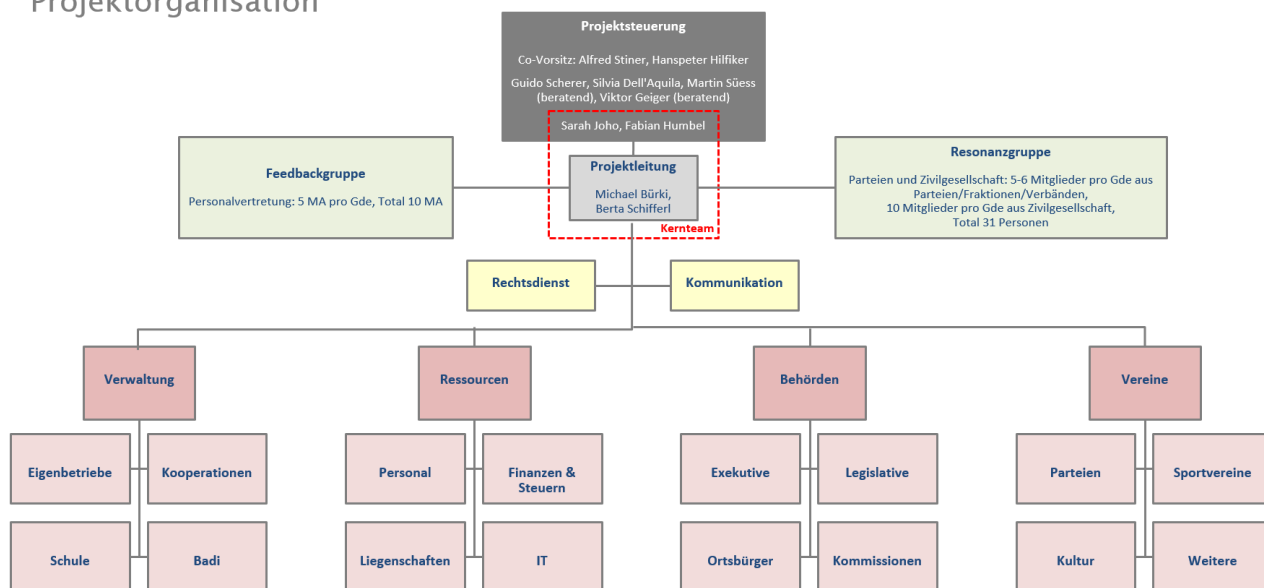 Projektorganisation
Projektsteuerung
Co-Vorsitz: Alfred Stiner, Hanspeter Hilfiker
Guido Scherer, Silvia Dell'Aquila, Martin Süess
(beratend), Viktor Geiger (beratend)
Sarah Joho, Fabian Humbel
Feedbackgruppe
Personalvertretung: 5 MA pro Gde, Total 10 MA
Projektleitung
Michael Bürki,
Berta Schifferl
Kernteam
Resonanzgruppe
Parteien und Zivilgesellschaft: 5-6 Mitglieder pro Gde aus
Parteien/Fraktionen/Verbänden,
10 Mitglieder pro Gde aus Zivilgesellschaft,
Total 31 Personen
Rechtsdienst
Kommunikation
Verwaltung
Ressourcen
Behörden
Vereine
Eigenbetriebe
Kooperationen
Personal
Finanzen &
Steuern
Exekutive
Legislative
Parteien
Sportvereine
Schule
Badi
Liegenschaften
IT
Ortsbürger
Kommissionen
Kultur
Weitere